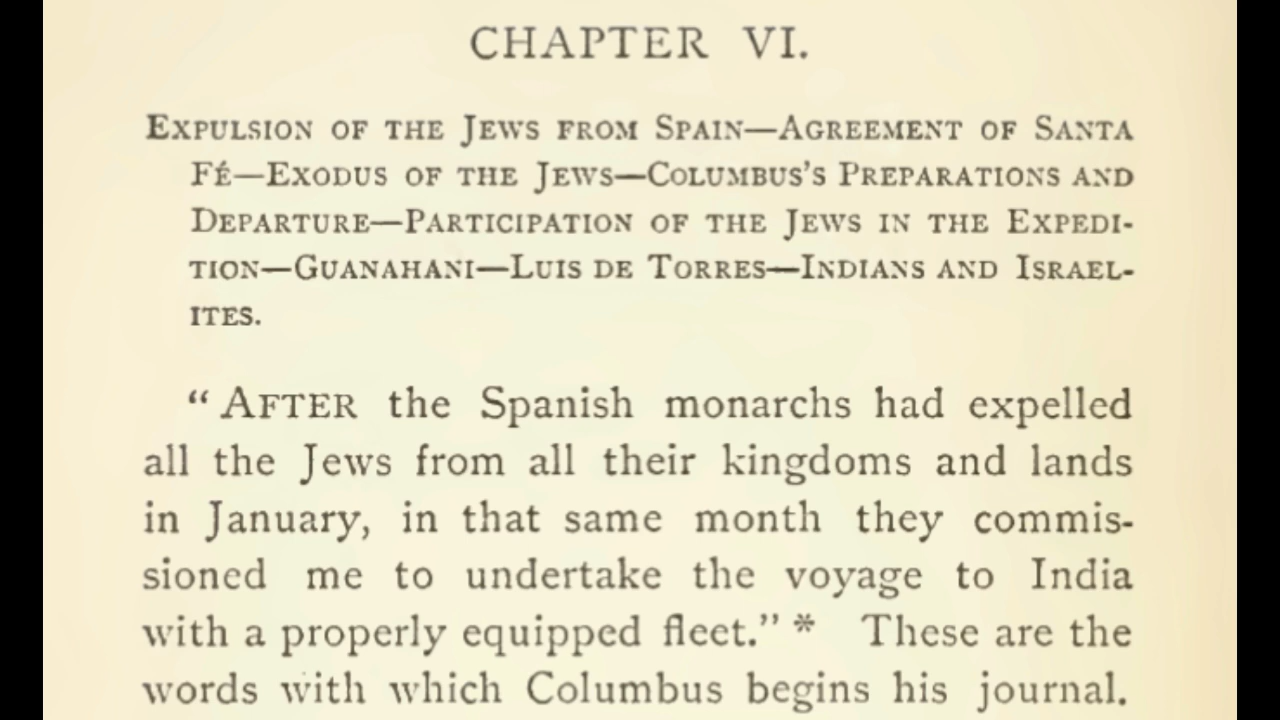 CHAPTER VI.
EXPULSION OF THE JEWS FROM SPAIN—AGREEMENT OF SANTA
FÉ—EXODUS OF THE JEWS—COLUMBUS'S PREPARATIONS AND
DEPARTURE—PARTICIPATION OF THE JEWS IN THE EXPEDI-
TION—GUANAHANI—LUIS DE TORRES—INDIANS AND ISRAEL-
ITES.
“AFTER the Spanish monarchs had expelled
all the Jews from all their kingdoms and lands
in January, in that same month they commis-
sioned me to undertake the voyage to India
with a properly equipped fleet.” * These are the
words with which Columbus begins his journal.